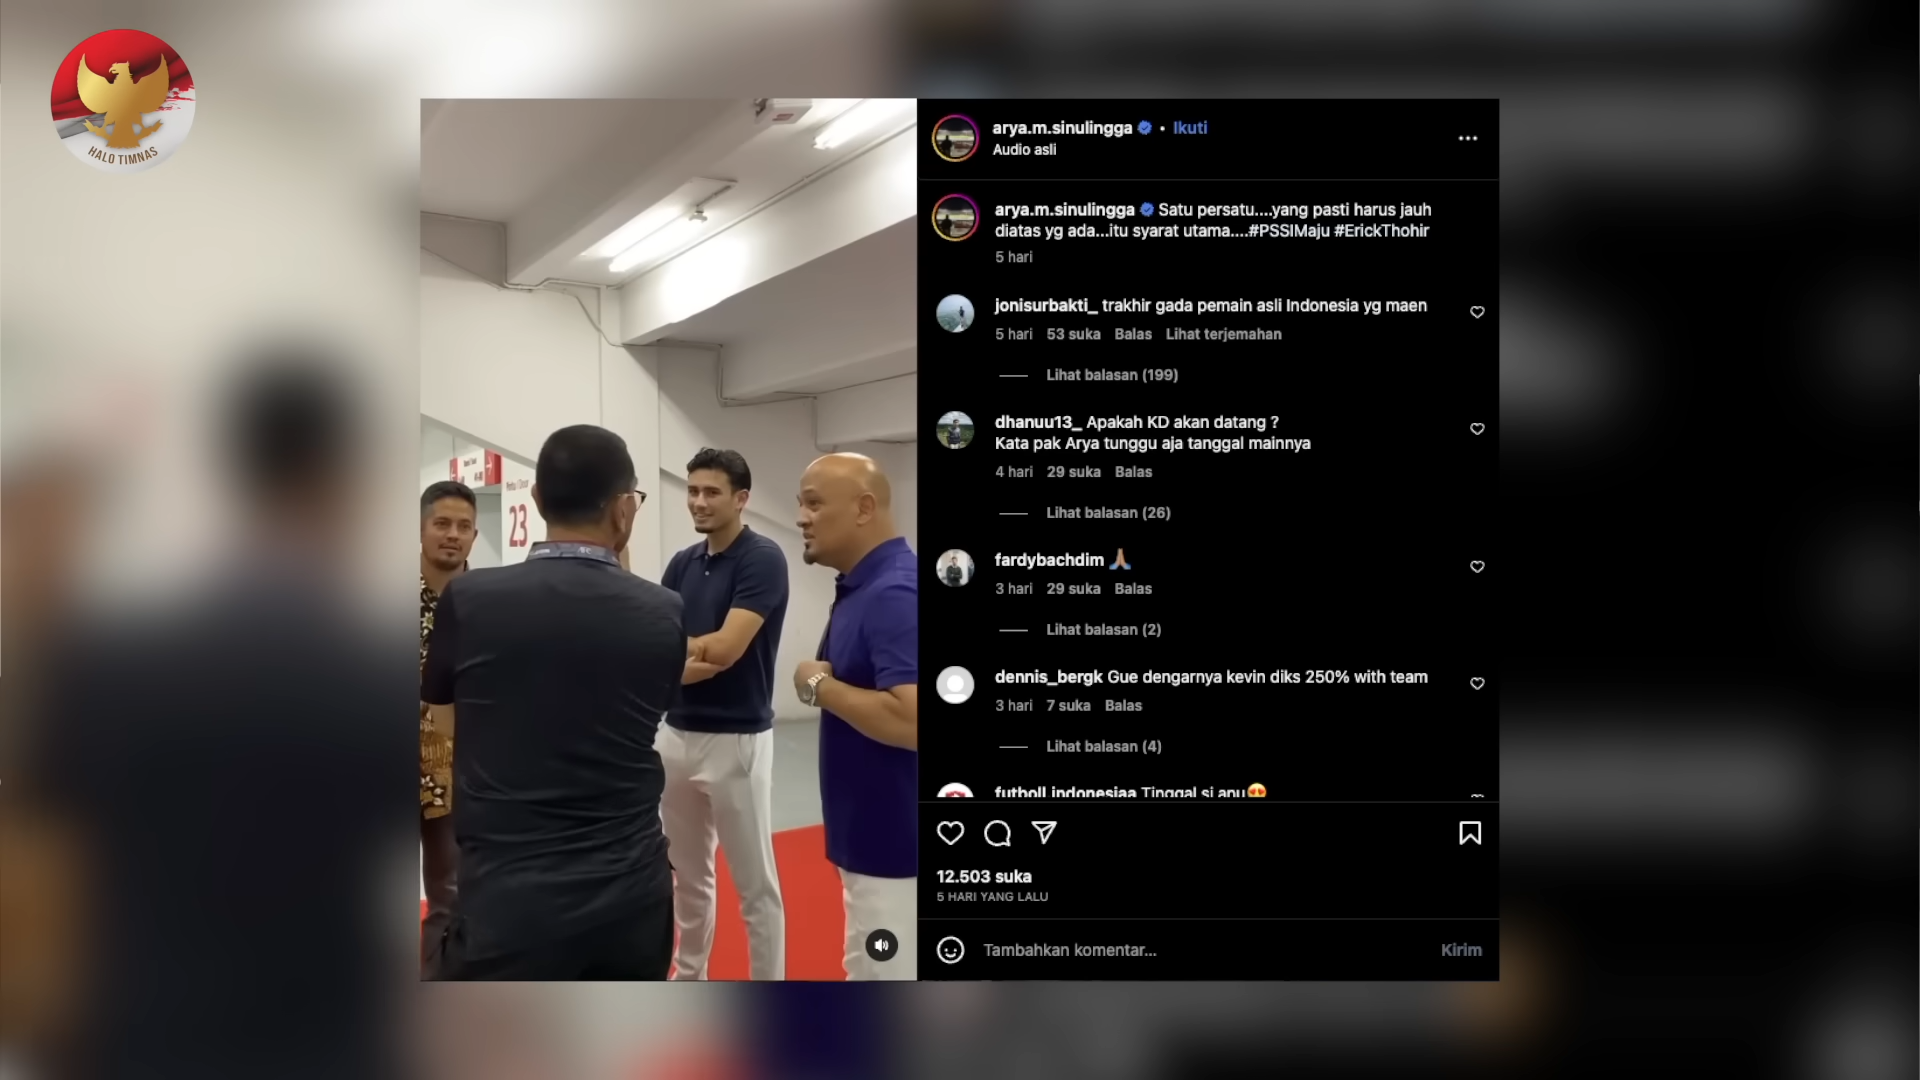 HALO TIMNAS
23
arya.m.sinulingga • Ikuti
Audio asli
arya.m.sinulingga Satu persatu....yang pasti harus jauh
diatas yg ada...itu syarat utama....#PSSIMaju #ErickThohir
5 hari
jonisurbakti_ trakhir gada pemain asli Indonesia yg maen
5 hari 53 suka Balas Lihat terjemahan
Lihat balasan (199)
dhanuu13_ Apakah KD akan datang ?
Kata pak Arya tunggu aja tanggal mainnya
4 hari 29 suka Balas
Lihat balasan (26)
fardybachdim 🙏🏽
3 hari 29 suka Balas
Lihat balasan (2)
dennis_bergk Gue dengarnya kevin diks 250% with team
3 hari 7 suka Balas
Lihat balasan (4)
futboll.indonesiaa Tinggal si apu😍
12.503 suka
5 HARI YANG LALU
Tambahkan komentar...
Kirim